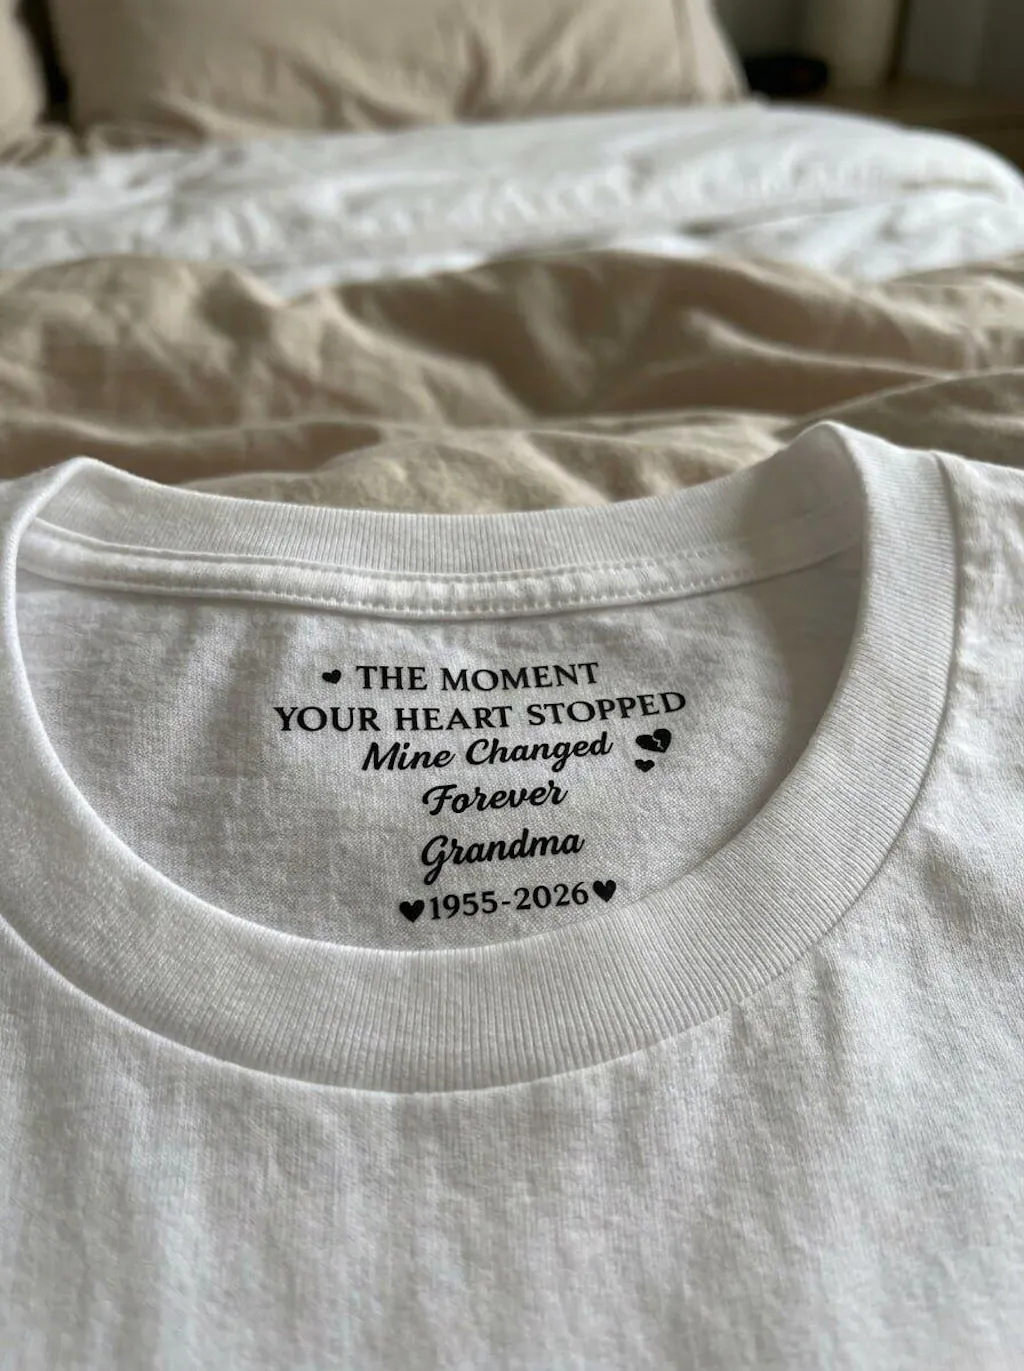 THE MOMENT
YOUR HEART STOPPED
Mine Changed
Forever
Grandma
1955-2026